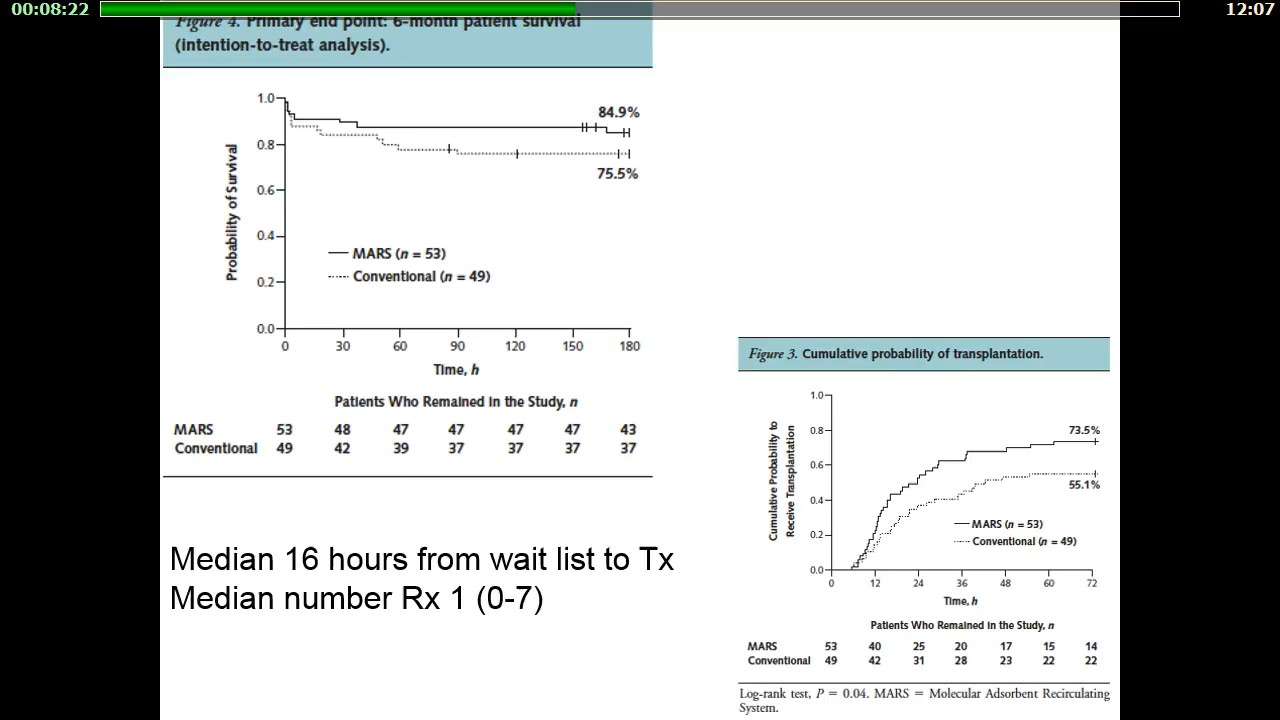 00:08:22
12:07
Figure 4. Primary end point: 6-month patient survival
(intention-to-treat analysis).
1.0
0.8
0.6
0.4
0.2
0.0
Probability of Survival
84.9%
75.5%
MARS (n = 53)
Conventional (n = 49)
0 30 60 90 120 150 180
Time, h
Patients Who Remained in the Study, n
MARS 53 48 47 47 47 47 43
Conventional 49 42 39 37 37 37 37
Median 16 hours from wait list to Tx
Median number Rx 1 (0-7)
Figure 3. Cumulative probability of transplantation.
1.0
0.8
0.6
0.4
0.2
0.0
Cumulative Probability to
Receive Transplantation
73.5%
55.1%
MARS (n = 53)
Conventional (n = 49)
0 12 24 36 48 60 72
Time, h
Patients Who Remained in the Study, n
MARS 53 40 25 20 17 15 14
Conventional 49 42 31 28 23 22 22
Log-rank test, P = 0.04. MARS = Molecular Adsorbent Recirculating
System.